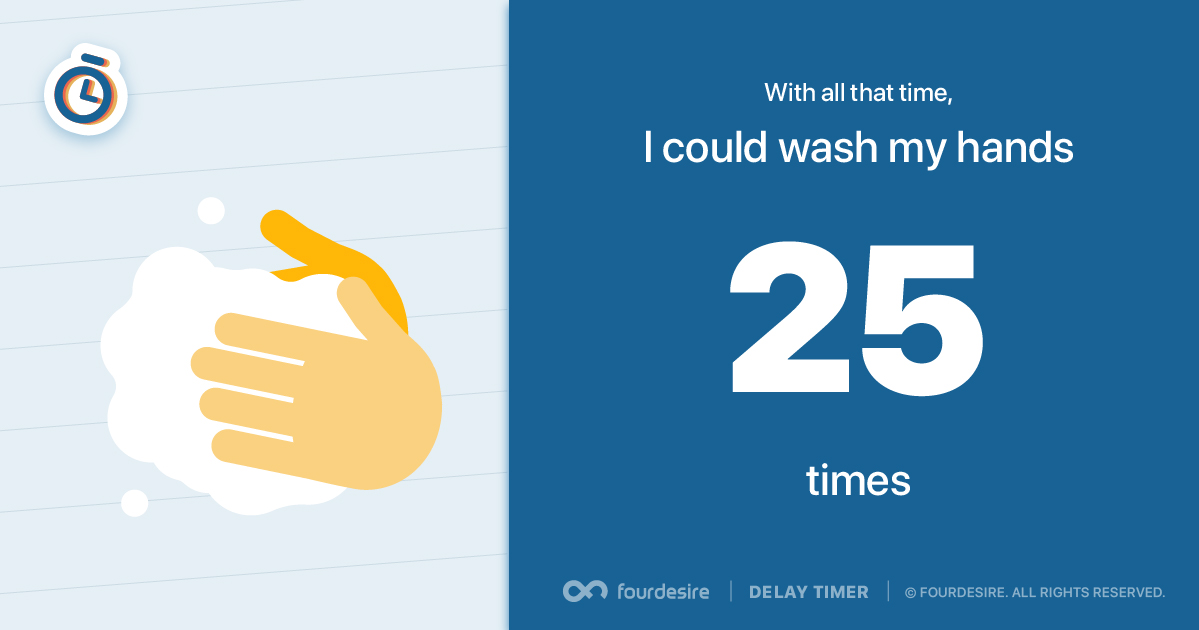 With all that time,
I could wash my hands
25
times
fourdesire | DELAY TIMER | © FOURDESIRE. ALL RIGHTS RESERVED.